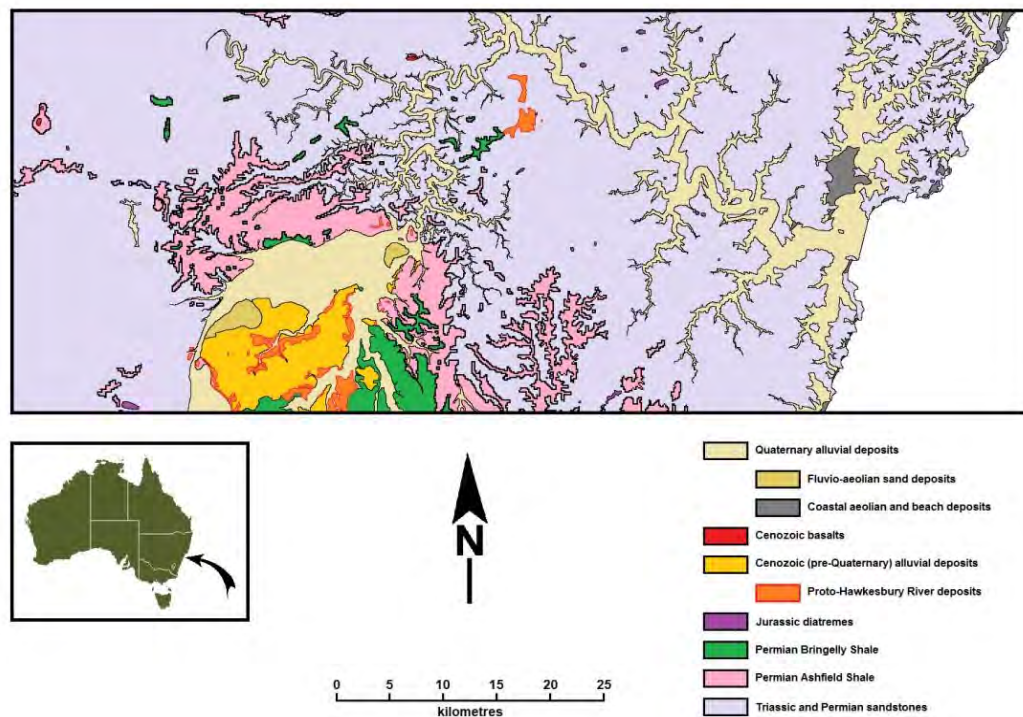 Quaternary alluvial deposits
Fluvio-aeolian sand deposits
Coastal aeolian and beach deposits
Cenozoic basalts
Cenozoic (pre-Quaternary) alluvial deposits
Proto-Hawkesbury River deposits
Jurassic diatremes
Permian Bringelly Shale
Permian Ashfield Shale
Triassic and Permian sandstones
N
0 5 10 15 20 25
kilometres